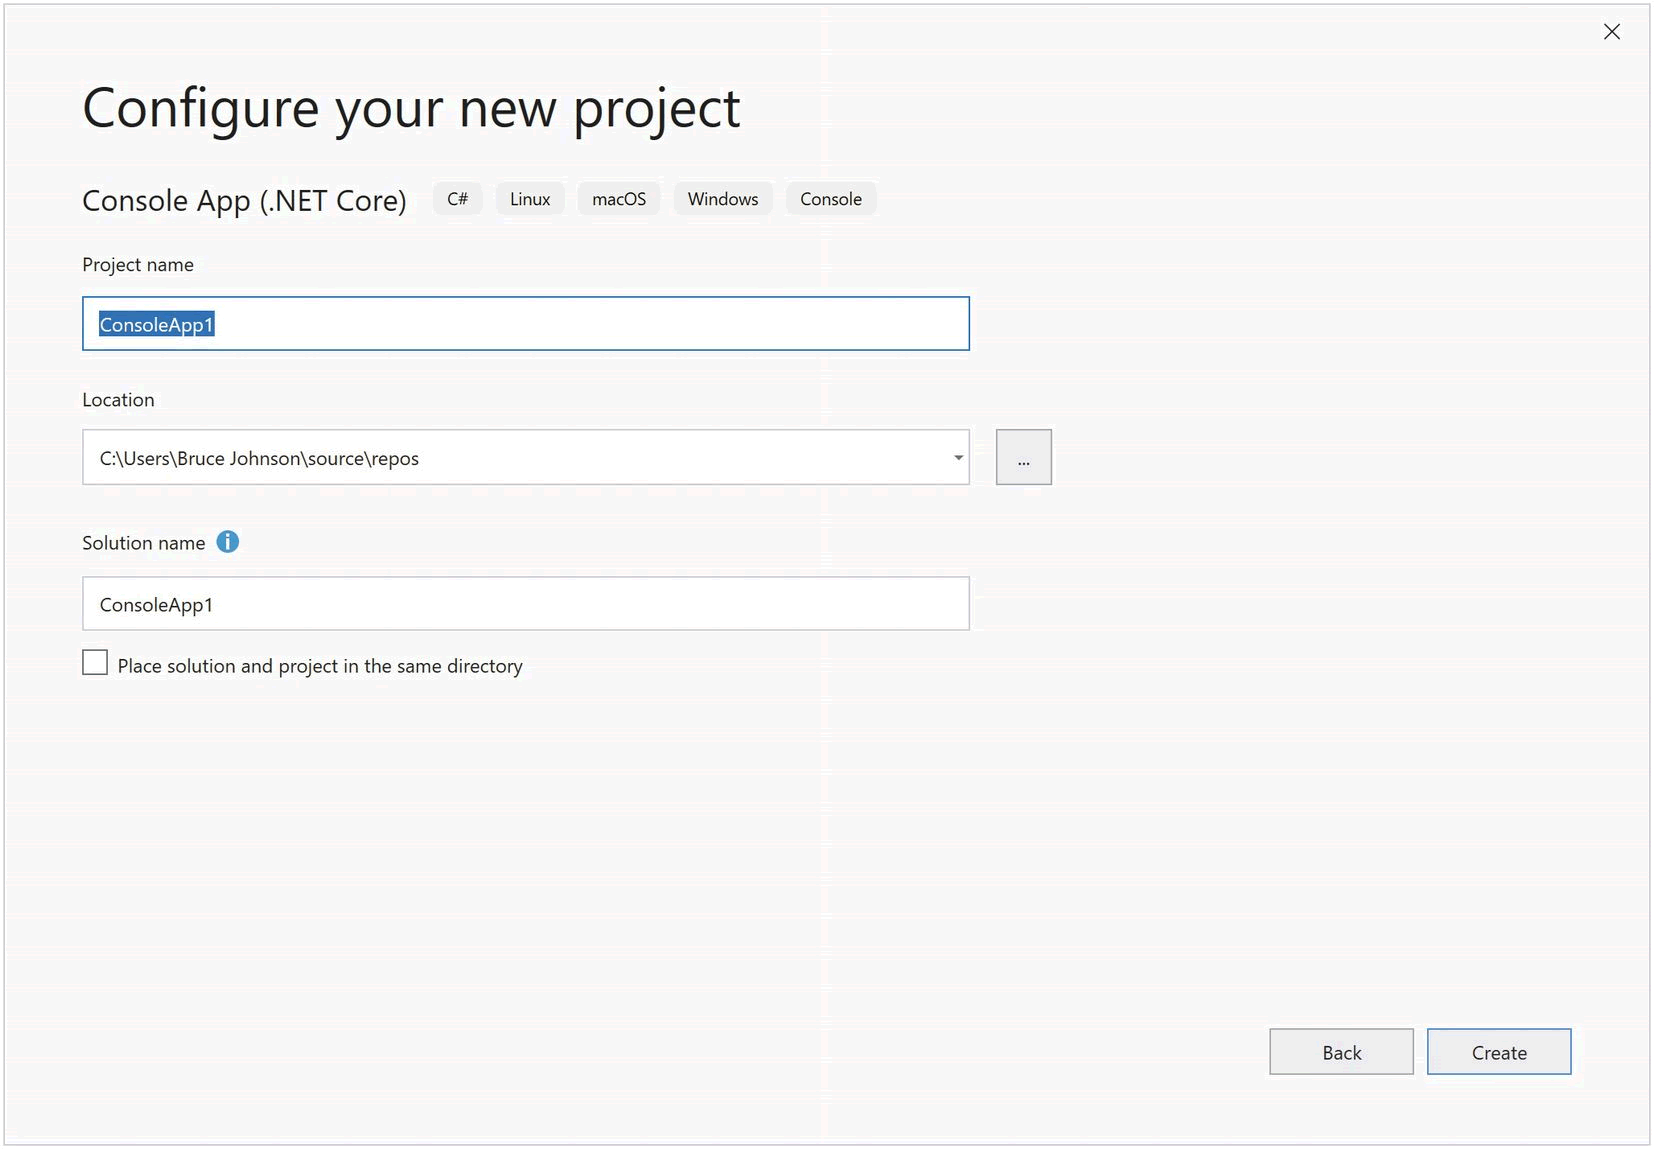 Configure your new project
Console App (.NET Core) C# Linux macOS Windows Console
Project name
ConsoleApp1
Location
C:\Users\Bruce Johnson\source\repos
...
Solution name
ConsoleApp1
Place solution and project in the same directory
Back Create